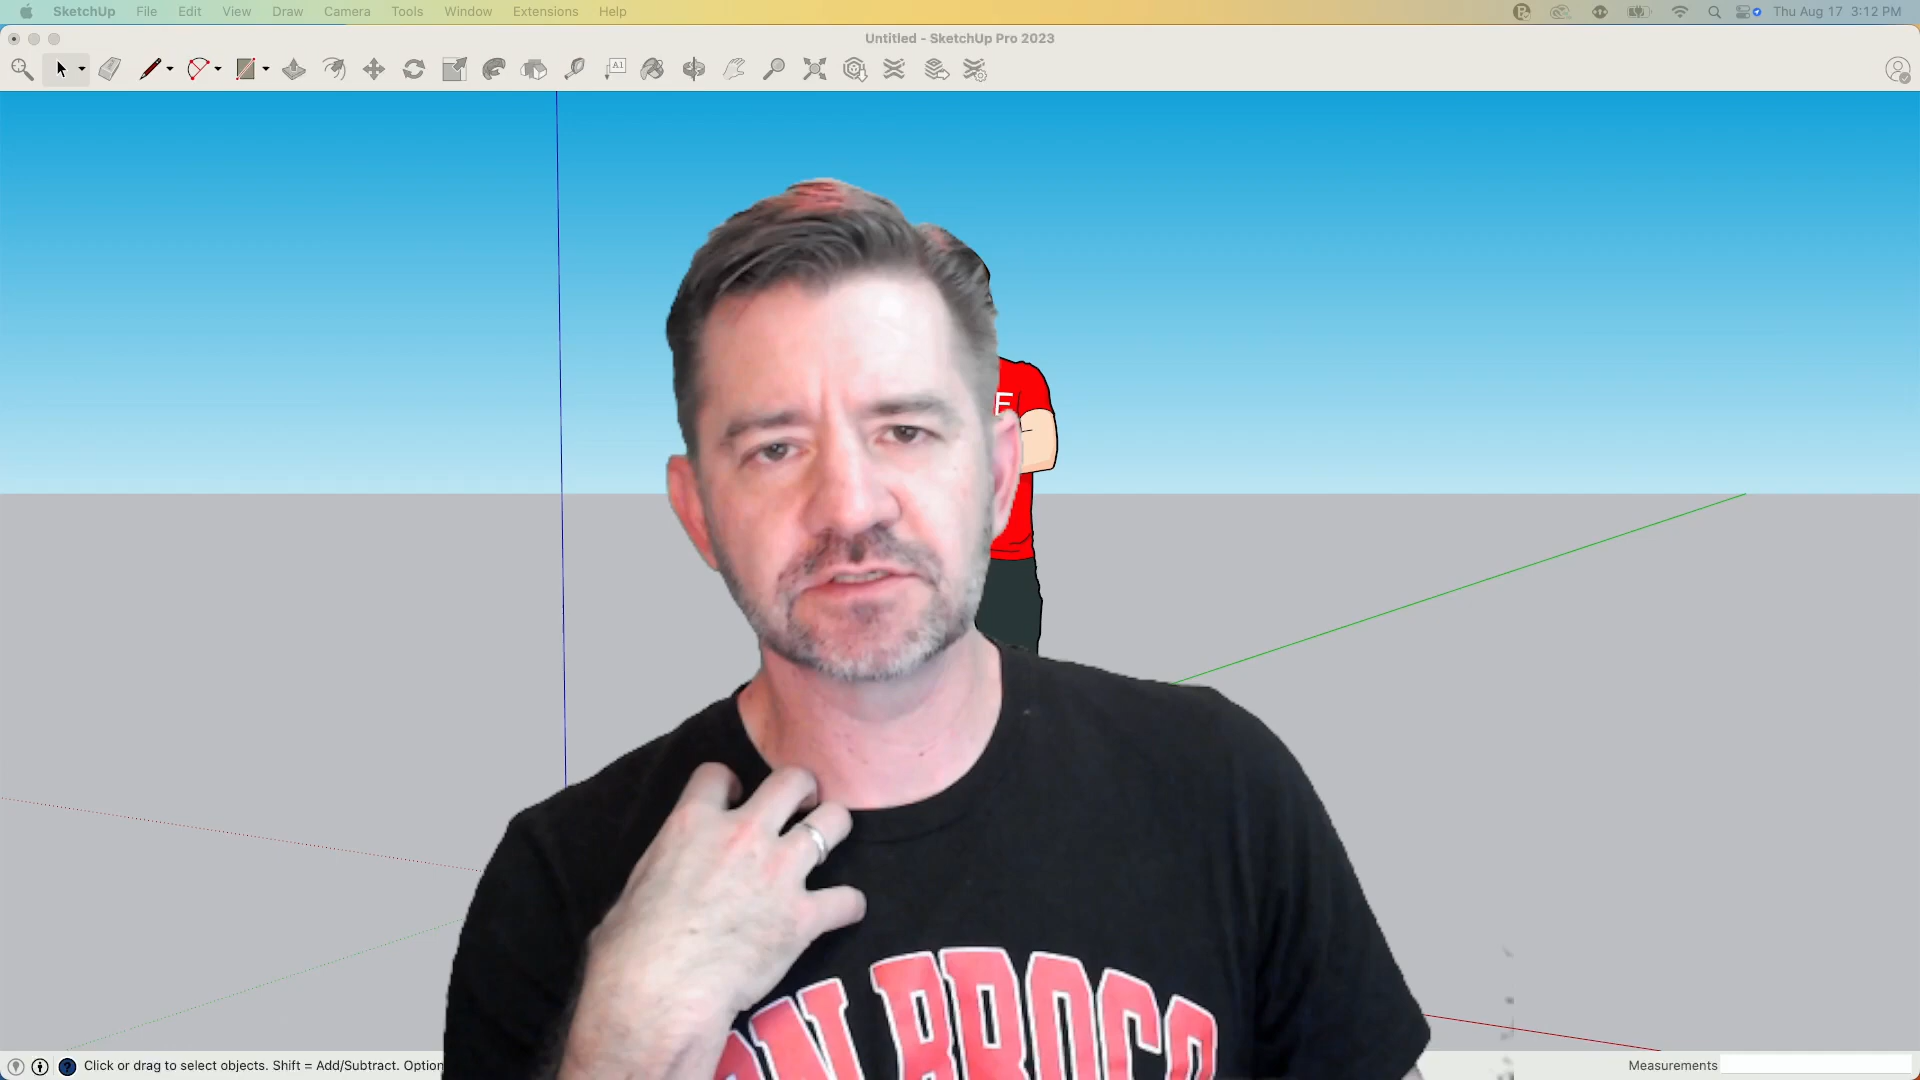 SketchUp File Edit View Draw Camera Tools Window Extensions Help Thu Aug 17 3:12 PM
Untitled - SketchUp Pro 2023
A1
E
Click or drag to select objects. Shift = Add/Subtract. Option
Measurements